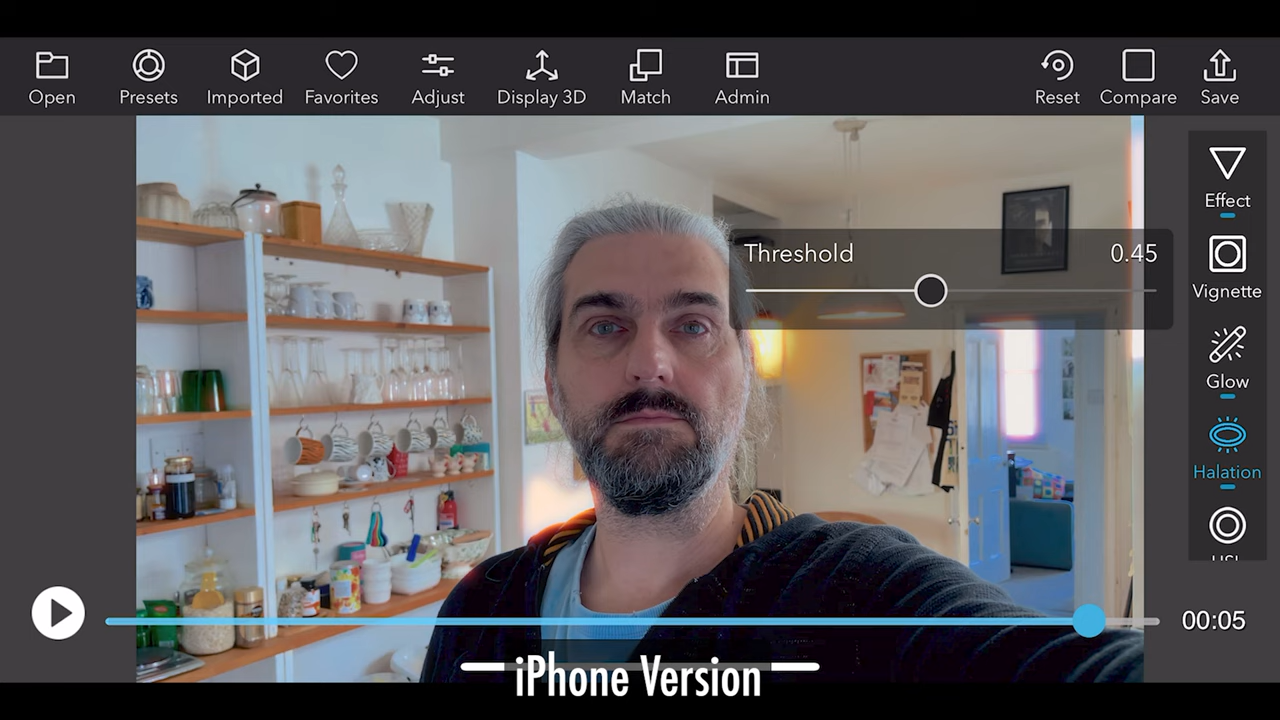 Open
Presets
Imported
Favorites
Adjust
Display 3D
Match
Admin
Reset
Compare
Save
Effect
Threshold 0.45
Vignette
Glow
Halation
HSL
00:05
iPhone Version